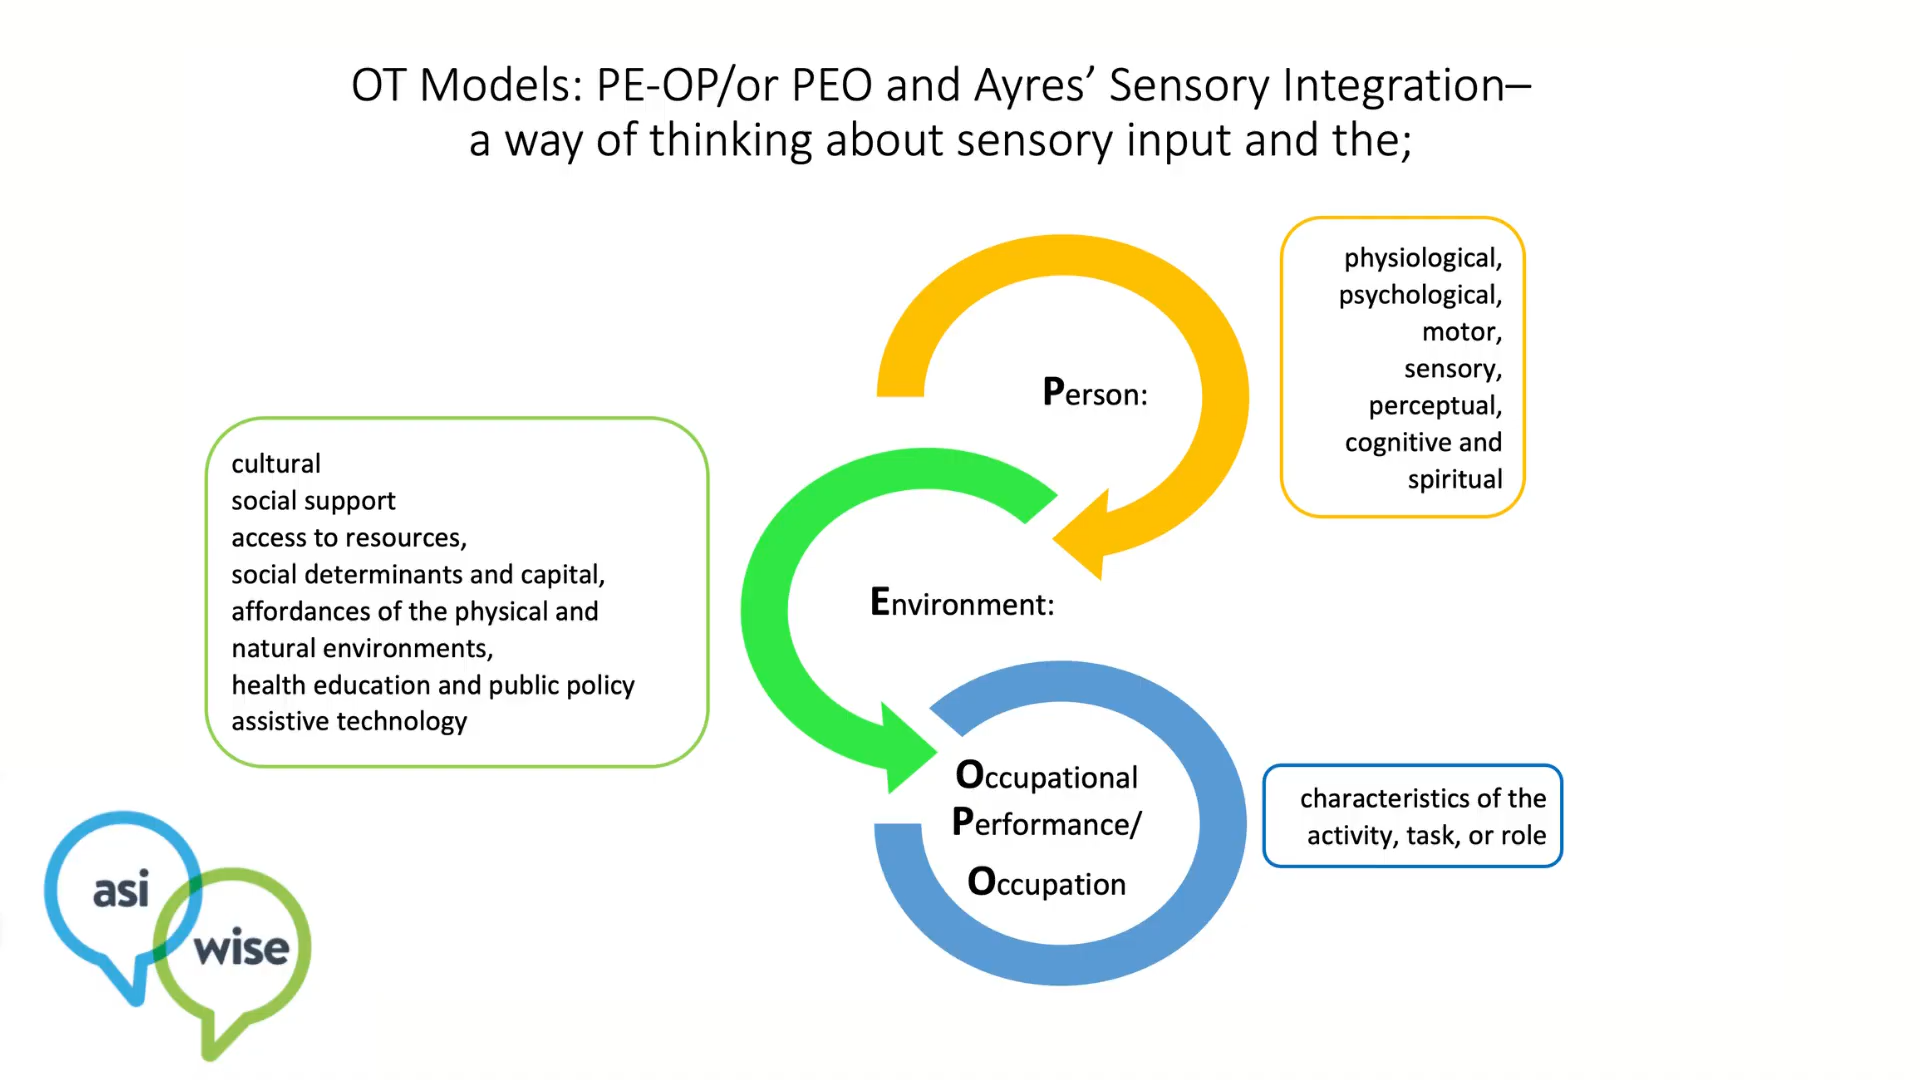 OT Models: PE-OP/or PEO and Ayres’ Sensory Integration–
a way of thinking about sensory input and the;
physiological,
psychological,
motor,
sensory,
perceptual,
cognitive and
spiritual
Person:
cultural
social support
access to resources,
social determinants and capital,
affordances of the physical and
natural environments,
health education and public policy
assistive technology
Environment:
Occupational
Performance/
Occupation
characteristics of the
activity, task, or role
asi
wise